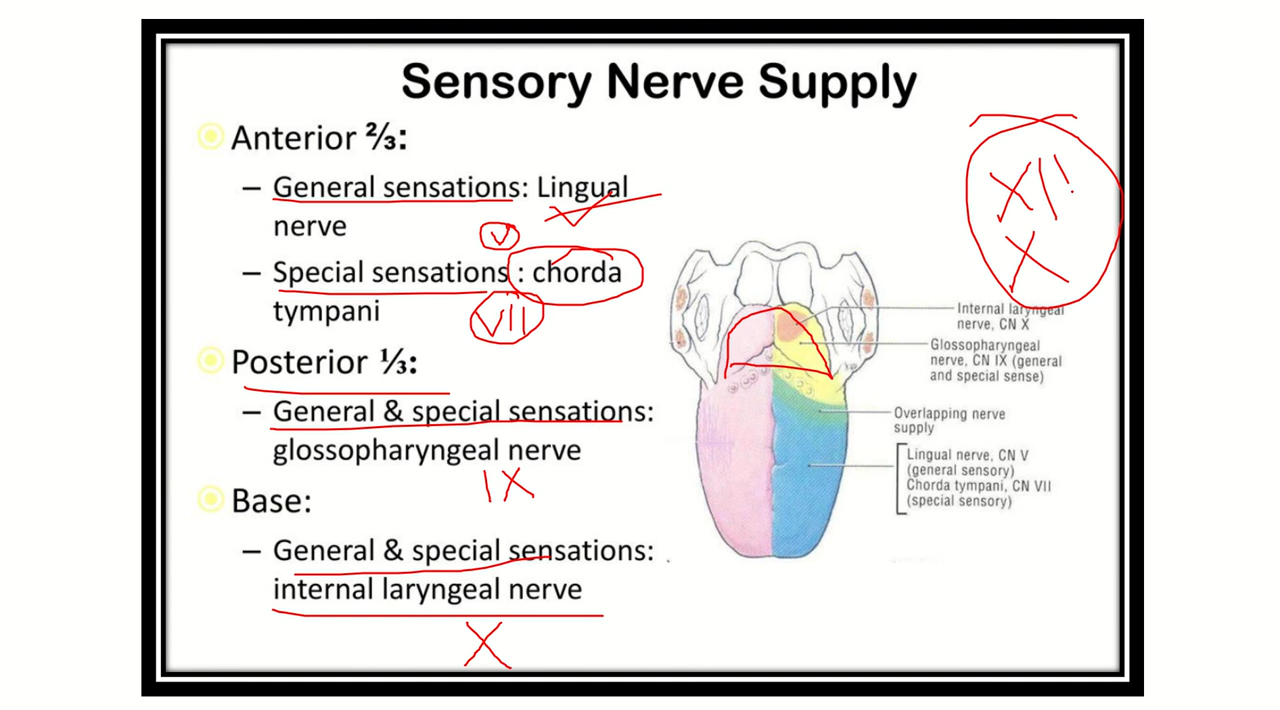 Sensory Nerve Supply
Anterior ⅔:
– General sensations: Lingual
nerve
V
– Special sensations : chorda
tympani
VII
Posterior ⅓:
– General & special sensations:
glossopharyngeal nerve
IX
Base:
– General & special sensations:
internal laryngeal nerve
X
XII
X
Internal laryngeal
nerve, CN X
Glossopharyngeal
nerve, CN IX (general
and special sense)
Overlapping nerve
supply
Lingual nerve, CN V
(general sensory)
Chorda tympani, CN VII
(special sensory)